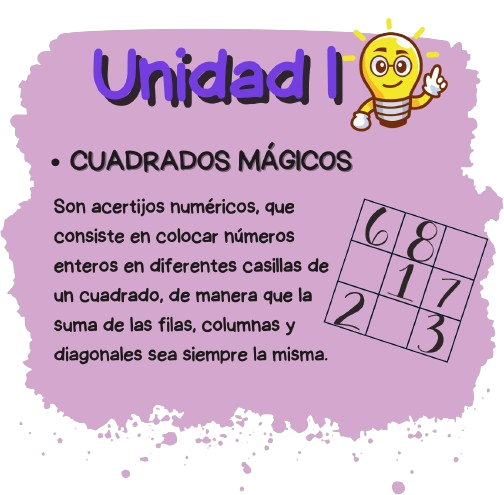 Unidad 1
• CUADRADOS MÁGICOS
Son acertijos numéricos, que
consiste en colocar números
enteros en diferentes casillas de
un cuadrado, de manera que la
suma de las filas, columnas y
diagonales sea siempre la misma.
6 8
1 7
2 3